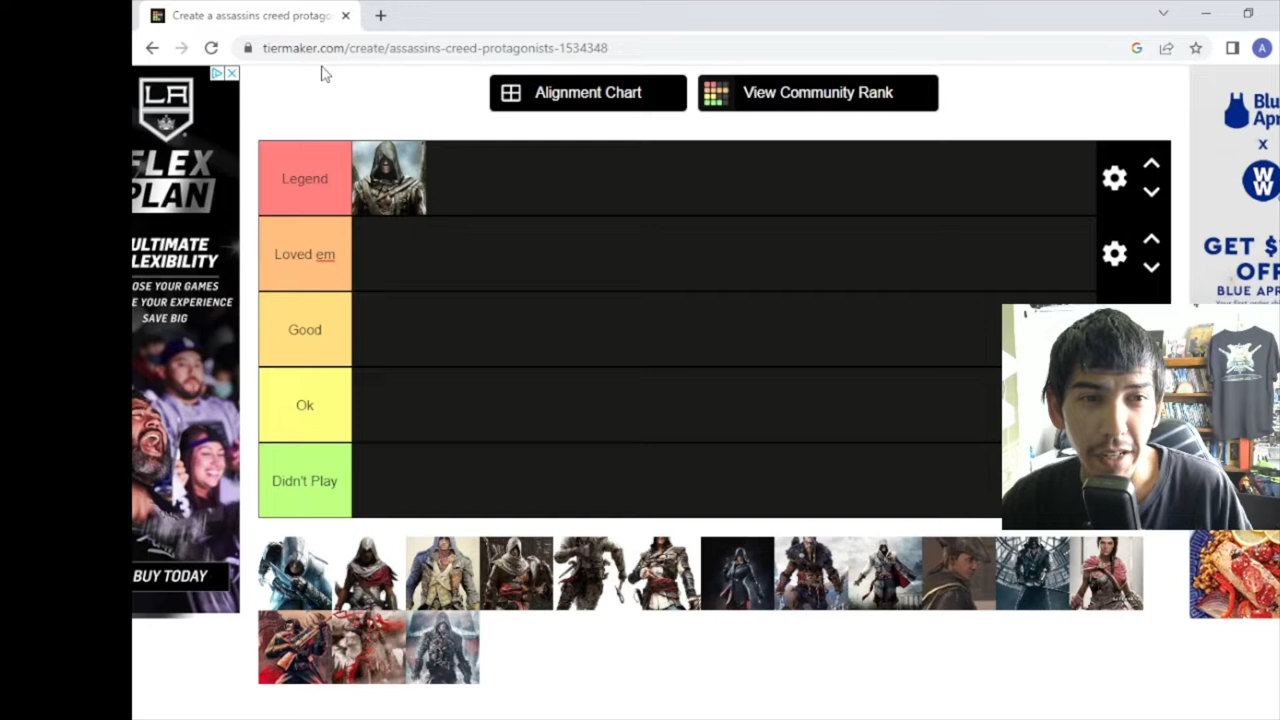 Create a assassins creed protago
tiermaker.com/create/assassins-creed-protagonists-1534348
A
Alignment Chart
View Community Rank
LA
FLEX
PLAN
ULTIMATE
LEXIBILITY
OSE YOUR GAMES
E YOUR EXPERIENCE
SAVE BIG
BUY TODAY
Legend
Loved em
Good
Ok
Didn't Play
Blu
Apr
X
W
W
GET $
OFF
BLUE APR